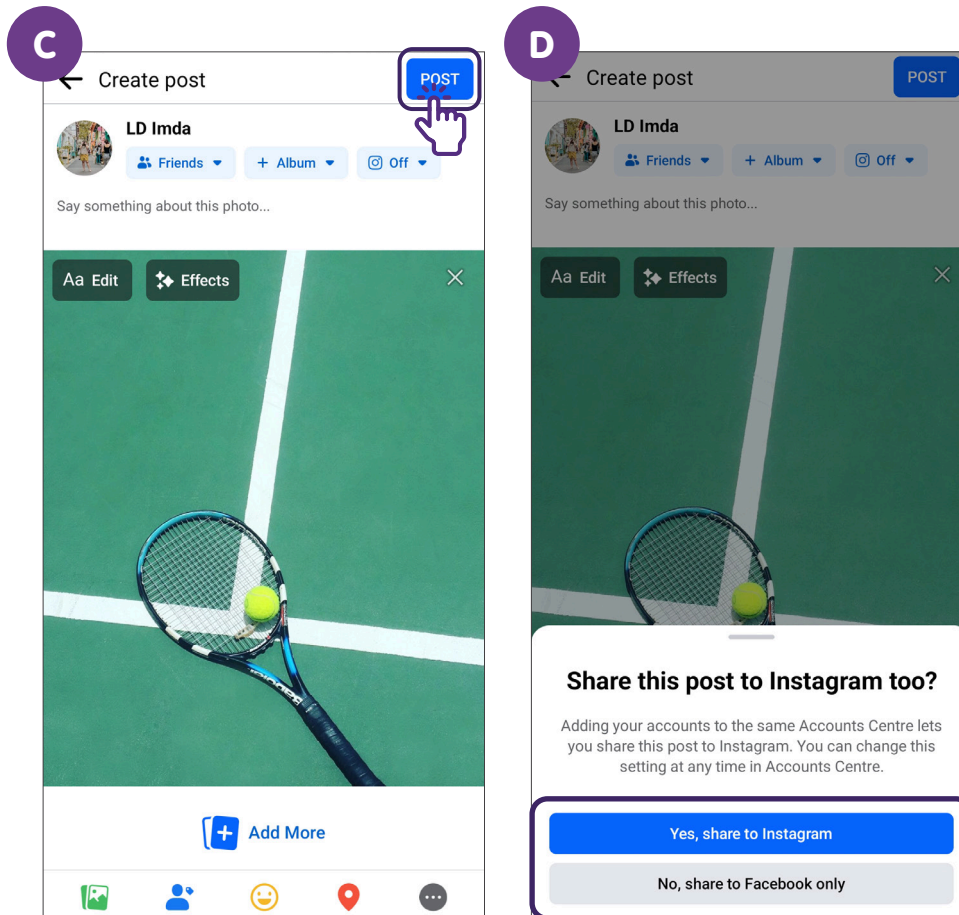 C
Create post
POST
LD Imda
Friends
+ Album
Off
Say something about this photo...
Aa Edit
Effects
Add More
D
Create post
POST
LD Imda
Friends
+ Album
Off
Say something about this photo...
Aa Edit
Effects
Share this post to Instagram too?
Adding your accounts to the same Accounts Centre lets
you share this post to Instagram. You can change this
setting at any time in Accounts Centre.
Yes, share to Instagram
No, share to Facebook only